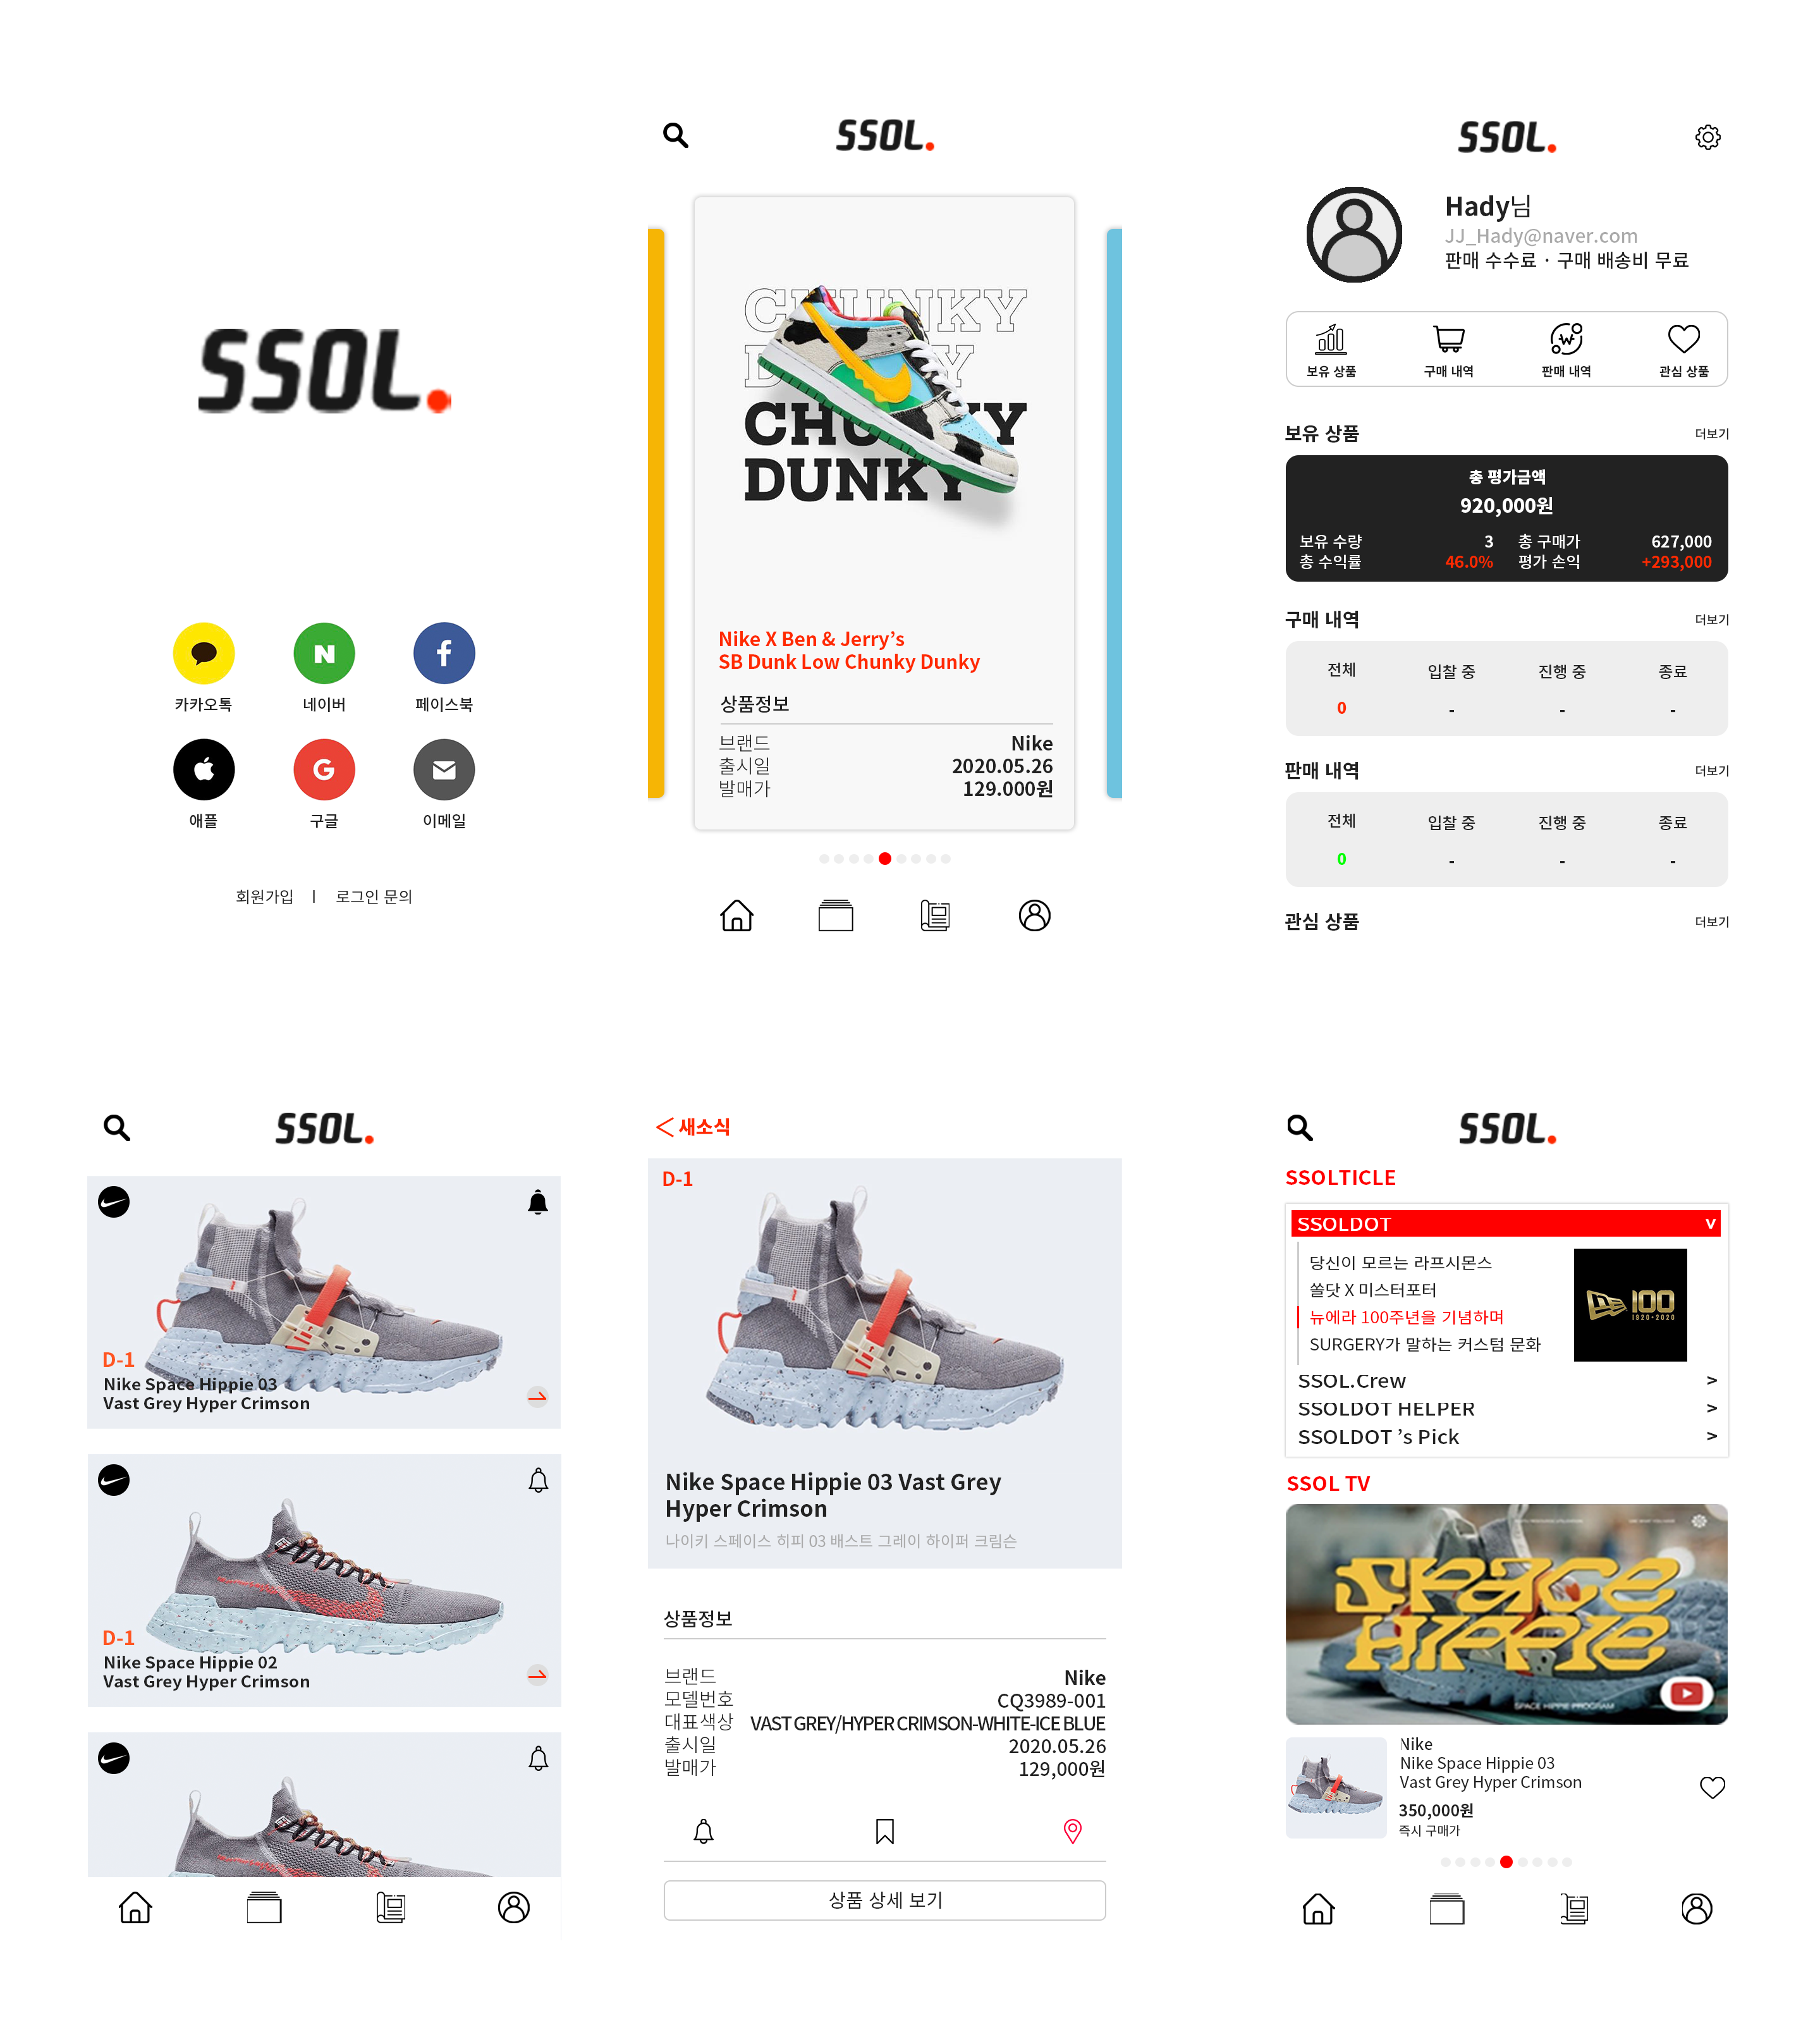 SSOL.
카카오톡
네이버
페이스북
애플
구글
이메일
회원가입 | 로그인 문의
SSOL.
CHUNKY
DUNKY
CHUNKY
DUNKY
Nike X Ben & Jerry’s
SB Dunk Low Chunky Dunky
상품정보
브랜드 Nike
출시일 2020.05.26
발매가 129.000원
SSOL.
Hady님
JJ_Hady@naver.com
판매 수수료 · 구매 배송비 무료
보유 상품
구매 내역
판매 내역
관심 상품
보유 상품 더보기
총 평가금액
920,000원
보유 수량 3 총 구매가 627,000
총 수익률 46.0% 평가 손익 +293,000
구매 내역 더보기
전체 입찰 중 진행 중 종료
0 - - -
판매 내역 더보기
전체 입찰 중 진행 중 종료
0 - - -
관심 상품 더보기
SSOL.
D-1
Nike Space Hippie 03
Vast Grey Hyper Crimson
D-1
Nike Space Hippie 02
Vast Grey Hyper Crimson
< 새소식
D-1
Nike Space Hippie 03 Vast Grey
Hyper Crimson
나이키 스페이스 히피 03 배스트 그레이 하이퍼 크림슨
상품정보
브랜드 Nike
모델번호 CQ3989-001
대표색상 VAST GREY/HYPER CRIMSON-WHITE-ICE BLUE
출시일 2020.05.26
발매가 129,000원
상품 상세 보기
SSOL.
SSOLTICLE
SSOLDOT v
당신이 모르는 라프시몬스
쏠닷 X 미스터포터
뉴에라 100주년을 기념하며
SURGERY가 말하는 커스텀 문화
100
1920-2020
SSOL.Crew >
SSOLDOT HELPER >
SSOLDOT ’s Pick >
SSOL TV
SPACE
HIPPIE
SPACE HIPPIE PROGRAM
Nike
Nike Space Hippie 03
Vast Grey Hyper Crimson
350,000원
즉시 구매가